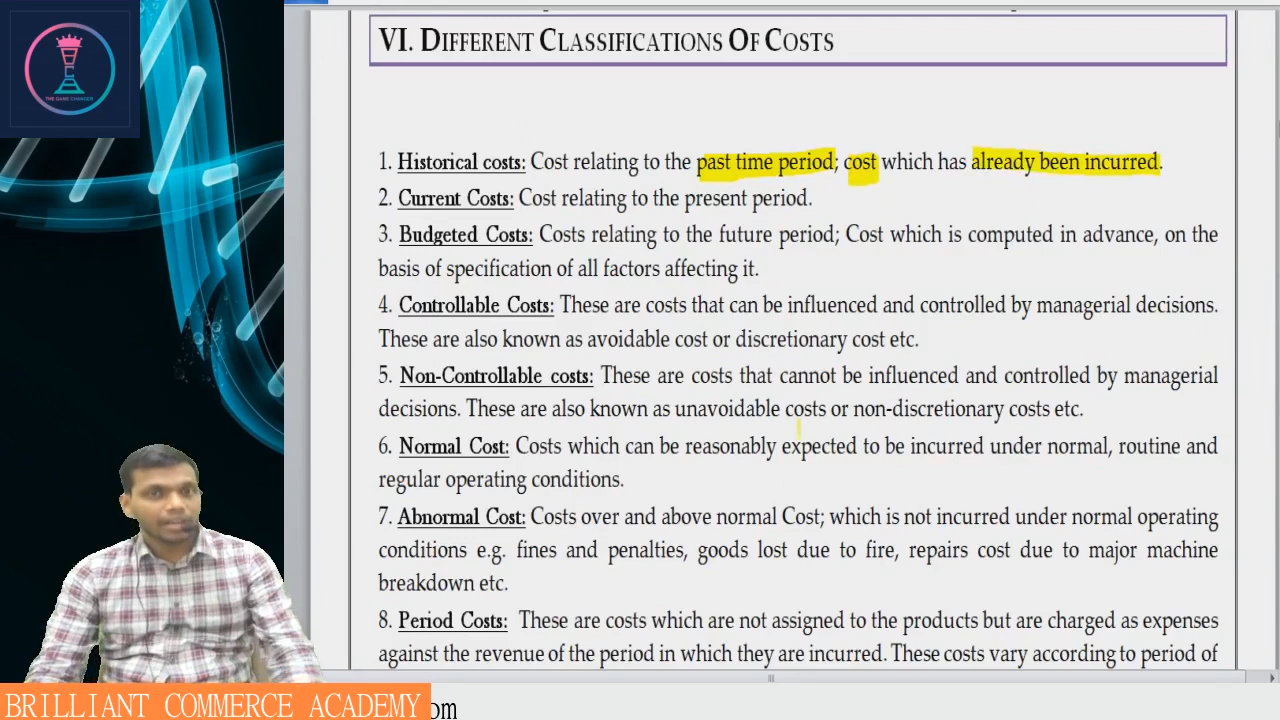 THE GAME CHANGER
VI. DIFFERENT CLASSIFICATIONS OF COSTS
1. Historical costs: Cost relating to the past time period; cost which has already been incurred.
2. Current Costs: Cost relating to the present period.
3. Budgeted Costs: Costs relating to the future period; Cost which is computed in advance, on the
basis of specification of all factors affecting it.
4. Controllable Costs: These are costs that can be influenced and controlled by managerial decisions.
These are also known as avoidable cost or discretionary cost etc.
5. Non-Controllable costs: These are costs that cannot be influenced and controlled by managerial
decisions. These are also known as unavoidable costs or non-discretionary costs etc.
6. Normal Cost: Costs which can be reasonably expected to be incurred under normal, routine and
regular operating conditions.
7. Abnormal Cost: Costs over and above normal Cost; which is not incurred under normal operating
conditions e.g. fines and penalties, goods lost due to fire, repairs cost due to major machine
breakdown etc.
8. Period Costs: These are costs which are not assigned to the products but are charged as expenses
against the revenue of the period in which they are incurred. These costs vary according to period of
BRILLIANT COMMERCE ACADEMY om